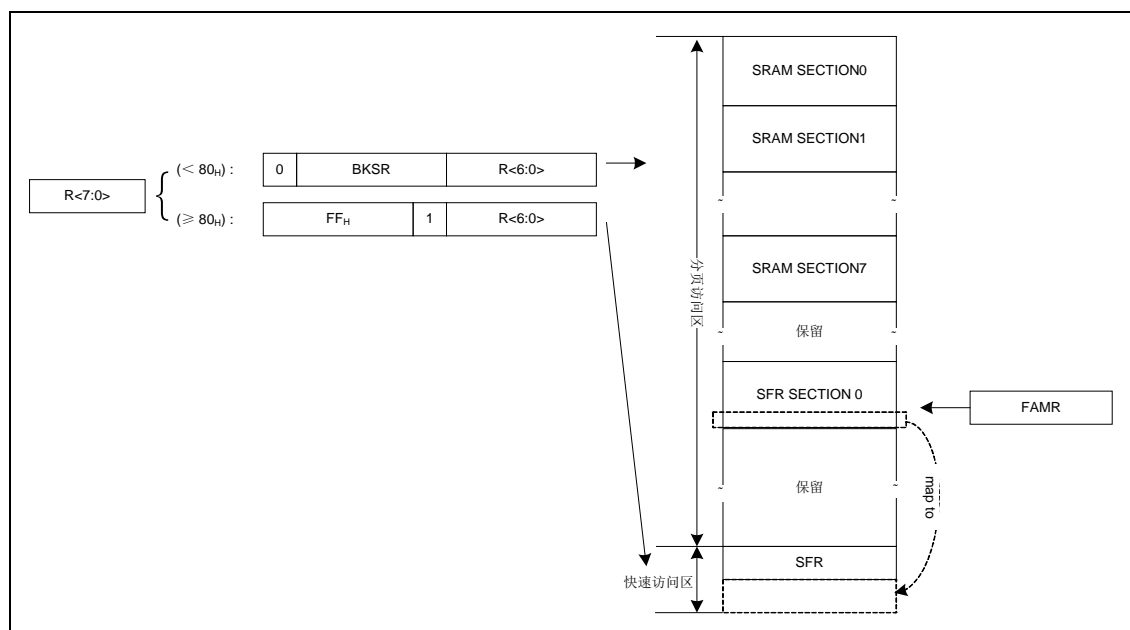 R<7:0>
(< 80H) :
0 BKSR R<6:0>
(≥ 80H) :
FFH 1 R<6:0>
分页访问区
SRAM SECTION0
SRAM SECTION1
~ ~
SRAM SECTION7
~ 保留 ~
SFR SECTION 0
FAMR
~ 保留 ~
map to
快速访问区
SFR